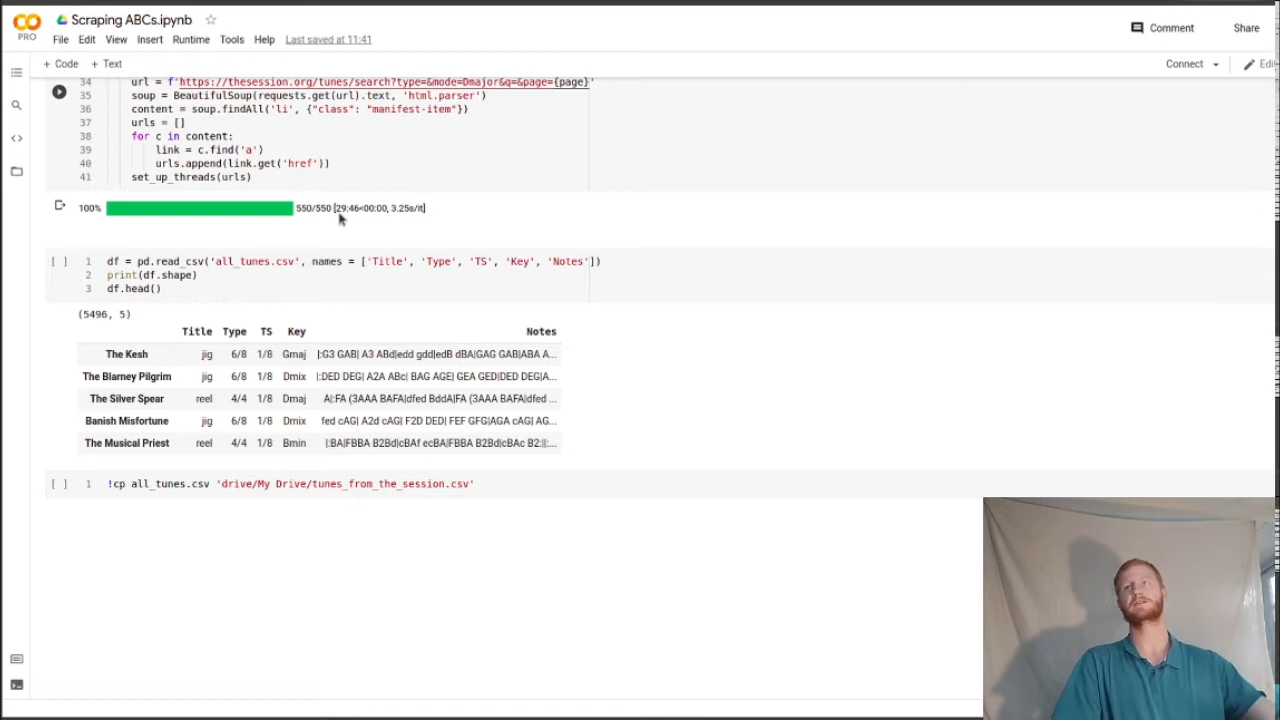 Scraping ABCs.ipynb
PRO
File Edit View Insert Runtime Tools Help Last saved at 11:41
Comment Share
+ Code + Text
Connect
34 url = f'https://thesession.org/tunes/search?type=&mode=Dmajor&q=&page={page}'
35 soup = BeautifulSoup(requests.get(url).text, 'html.parser')
36 content = soup.findAll('li', {"class": "manifest-item"})
37 urls = []
38 for c in content:
39 link = c.find('a')
40 urls.append(link.get('href'))
41 set_up_threads(urls)
100% 550/550 [29:46<00:00, 3.25s/it]
[ ] 1 df = pd.read_csv('all_tunes.csv', names = ['Title', 'Type', 'TS', 'Key', 'Notes'])
2 print(df.shape)
3 df.head()
(5496, 5)
Title Type TS Key Notes
The Kesh jig 6/8 1/8 Gmaj |:G3 GAB| A3 ABd|edd gdd|edB dBA|GAG GAB|ABA A...
The Blarney Pilgrim jig 6/8 1/8 Dmix |:DED DEG| A2A ABc| BAG AGE| GEA GED|DED DEG|A...
The Silver Spear reel 4/4 1/8 Dmaj A|:FA (3AAA BAFA|dfed BddA|FA (3AAA BAFA|dfed ...
Banish Misfortune jig 6/8 1/8 Dmix fed cAG| A2d cAG| F2D DED| FEF GFG|AGA cAG| AG...
The Musical Priest reel 4/4 1/8 Bmin |:BA|FBBA B2Bd|cBAf ecBA|FBBA B2Bd|cBAc B2:||:...
[ ] 1 !cp all_tunes.csv 'drive/My Drive/tunes_from_the_session.csv'